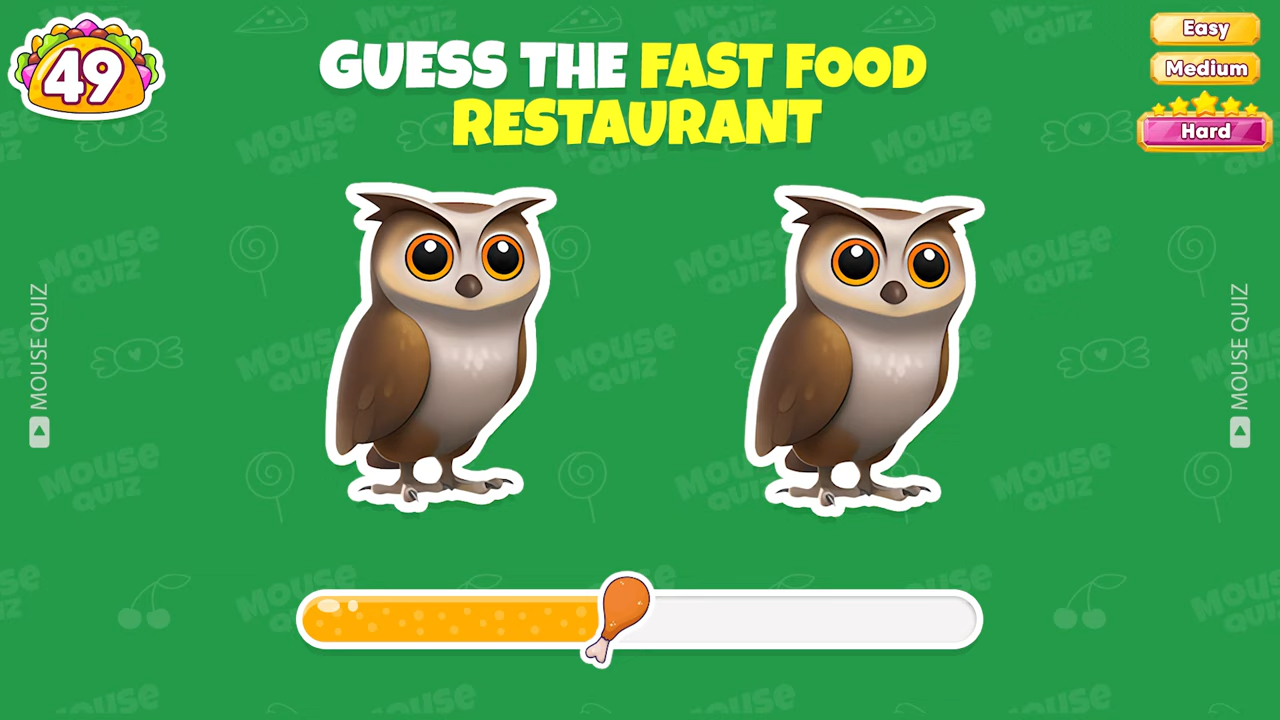 49
GUESS THE FAST FOOD
RESTAURANT
Easy
Medium
Hard
MOUSE QUIZ
MOUSE QUIZ